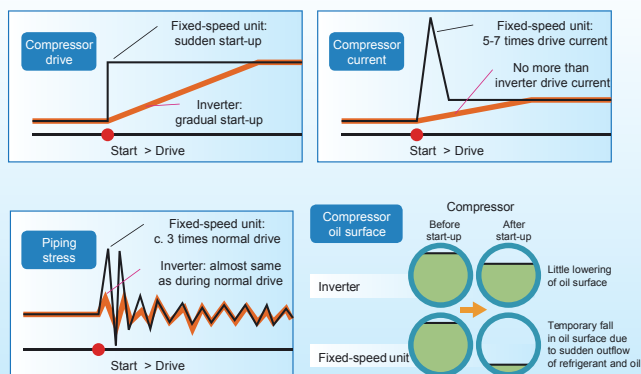 Compressor
drive
Fixed-speed unit:
sudden start-up
Inverter:
gradual start-up
Start > Drive
Compressor
current
Fixed-speed unit:
5-7 times drive current
No more than
inverter drive current
Start > Drive
Piping
stress
Fixed-speed unit:
c. 3 times normal drive
Inverter: almost same
as during normal drive
Start > Drive
Compressor
oil surface
Compressor
Before
start-up
After
start-up
Inverter
Little lowering
of oil surface
Fixed-speed unit
Temporary fall
in oil surface due
to sudden outflow
of refrigerant and oil